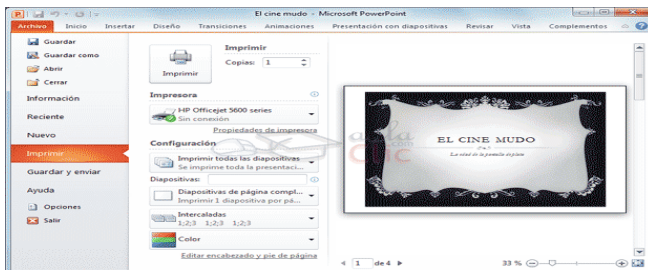 El cine mudo - Microsoft PowerPoint
Archivo Inicio Insertar Diseño Transiciones Animaciones Presentación con diapositivas Revisar Vista Complementos
Guardar
Guardar como
Abrir
Cerrar
Información
Reciente
Nuevo
Imprimir
Guardar y enviar
Ayuda
Opciones
Salir
Imprimir
Imprimir
Copias: 1
Impresora
HP Officejet 5600 series
Sin conexión
Propiedades de impresora
Configuración
Imprimir todas las diapositivas
Se imprime toda la presentaci...
Diapositivas:
Diapositivas de página compl...
Imprimir 1 diapositiva por pá...
Intercaladas
1;2;3 1;2;3 1;2;3
Color
Editar encabezado y pie de página
EL CINE MUDO
aula
Clic
1 de 4
33 %